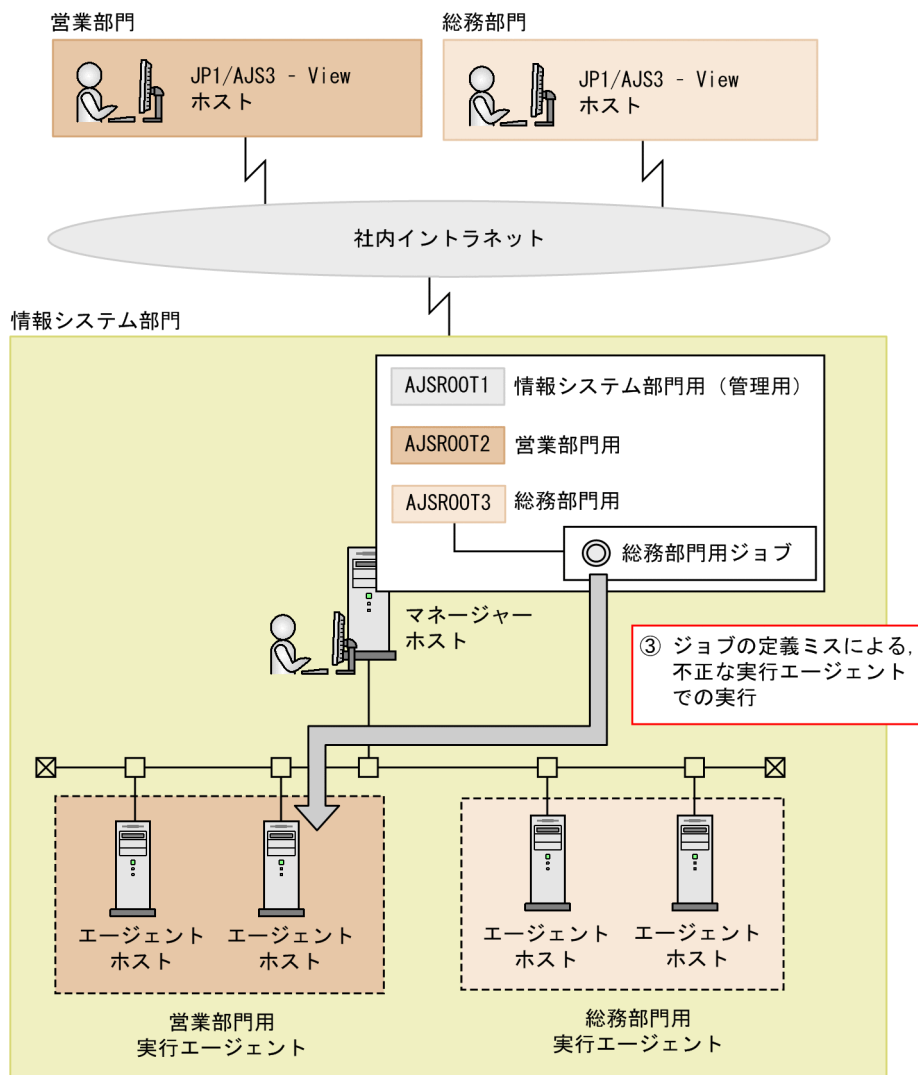 営業部門
総務部門
JP1/AJS3 - View
ホスト
JP1/AJS3 - View
ホスト
社内イントラネット
情報システム部門
AJSROOT1 情報システム部門用（管理用）
AJSROOT2 営業部門用
AJSROOT3 総務部門用
総務部門用ジョブ
マネージャー
ホスト
③ ジョブの定義ミスによる，
不正な実行エージェント
での実行
エージェント
ホスト
エージェント
ホスト
エージェント
ホスト
エージェント
ホスト
営業部門用
実行エージェント
総務部門用
実行エージェント